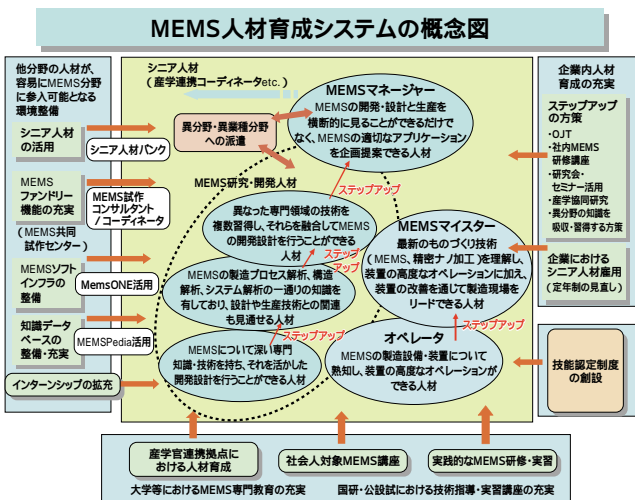 MEMS人材育成システムの概念図
他分野の人材が、
容易にMEMS分野
に参入可能となる
環境整備
シニア人材
の活用
シニア人材バンク
MEMS
ファンドリー
機能の充実
(MEMS共同
試作センター)
MEMS試作
コンサルタント
/コーディネータ
MEMSソフト
インフラの
整備
MemsONE活用
知識データ
ベースの
整備・充実
MEMSPedia活用
インターンシップの拡充
シニア人材
(産学連携コーディネータetc.)
異分野・異業種分野
への派遣
MEMS研究・開発人材
MEMSマネージャー
MEMSの開発・設計と生産を
横断的に見ることができるだけで
なく、MEMSの適切なアプリケーション
を企画提案できる人材
ステップアップ
異なった専門領域の技術を
複数習得し、それらを融合してMEMS
の開発設計を行うことができる
人材
ステップ
アップ
MEMSの製造プロセス解析、構造
解析、システム解析の一通りの知識を
有しており、設計や生産技術との関連
も見通せる人材
ステップアップ
MEMSについて深い専門
知識・技術を持ち、それを活かした
開発設計を行うことができる人材
MEMSマイスター
最新のものづくり技術
(MEMS、精密ナノ加工)を理解し、
装置の高度なオペレーションに加え、
装置の改善を通じて製造現場を
リードできる人材
ステップアップ
オペレータ
MEMSの製造設備・装置について
熟知し、装置の高度なオペレーションが
できる人材
企業内人材
育成の充実
ステップアップ
の方策
・OJT
・社内MEMS
研修講座
・研究会・
セミナー活用
・産学協同研究
・異分野の知識を
吸収・習得する方策
企業における
シニア人材雇用
(定年制の見直し)
技能認定制度
の創設
産学官連携拠点
における人材育成
社会人対象MEMS講座
実践的なMEMS研修・実習
大学等におけるMEMS専門教育の充実
国研・公設試における技術指導・実習講座の充実